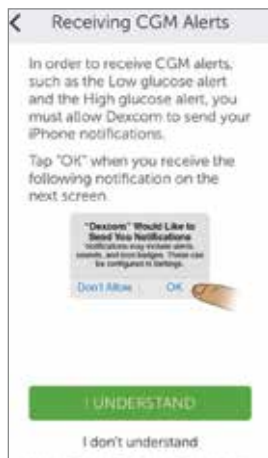 Receiving CGM Alerts
In order to receive CGM alerts,
such as the Low glucose alert
and the High glucose alert, you
must allow Dexcom to send your
iPhone notifications.
Tap "OK" when you receive the
following notification on the
next screen.
"Dexcom" Would Like to
Send You Notifications
Notifications may include alerts,
sounds, and icon badges. These can
be configured in Settings.
Don't Allow
OK
I UNDERSTAND
I don't understand